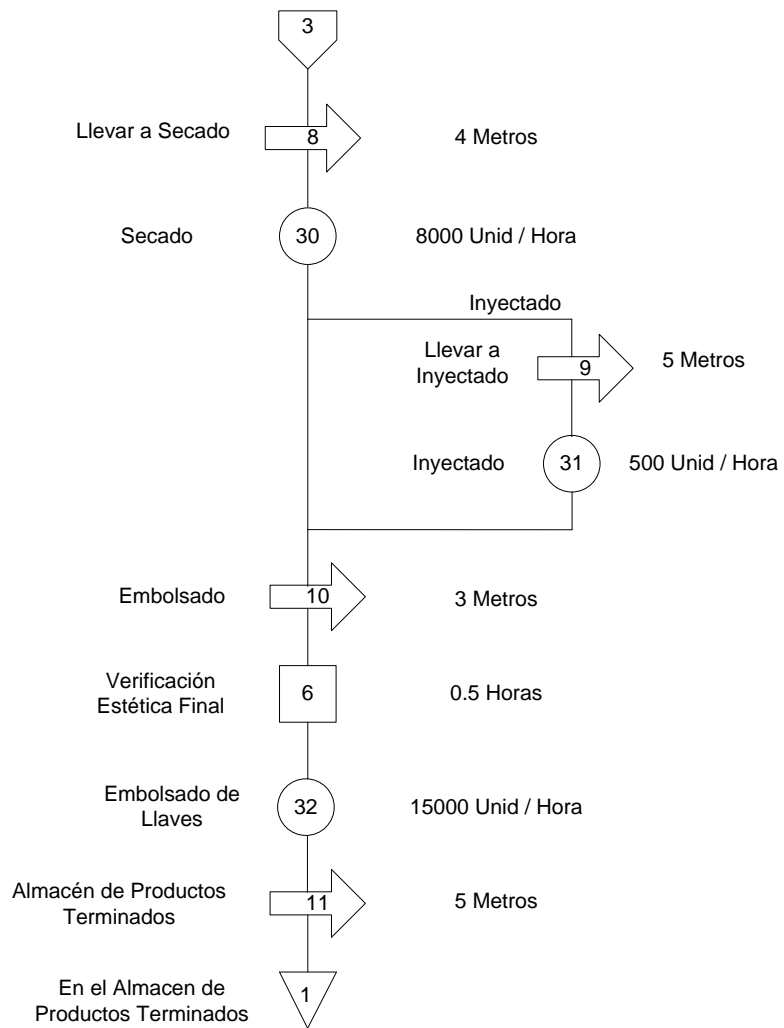 3
Llevar a Secado
8
4 Metros
Secado
30
8000 Unid / Hora
Inyectado
Llevar a
Inyectado
9
5 Metros
Inyectado
31
500 Unid / Hora
Embolsado
10
3 Metros
Verificación
Estética Final
6
0.5 Horas
Embolsado de
Llaves
32
15000 Unid / Hora
Almacén de Productos
Terminados
11
5 Metros
En el Almacen de
Productos Terminados
1